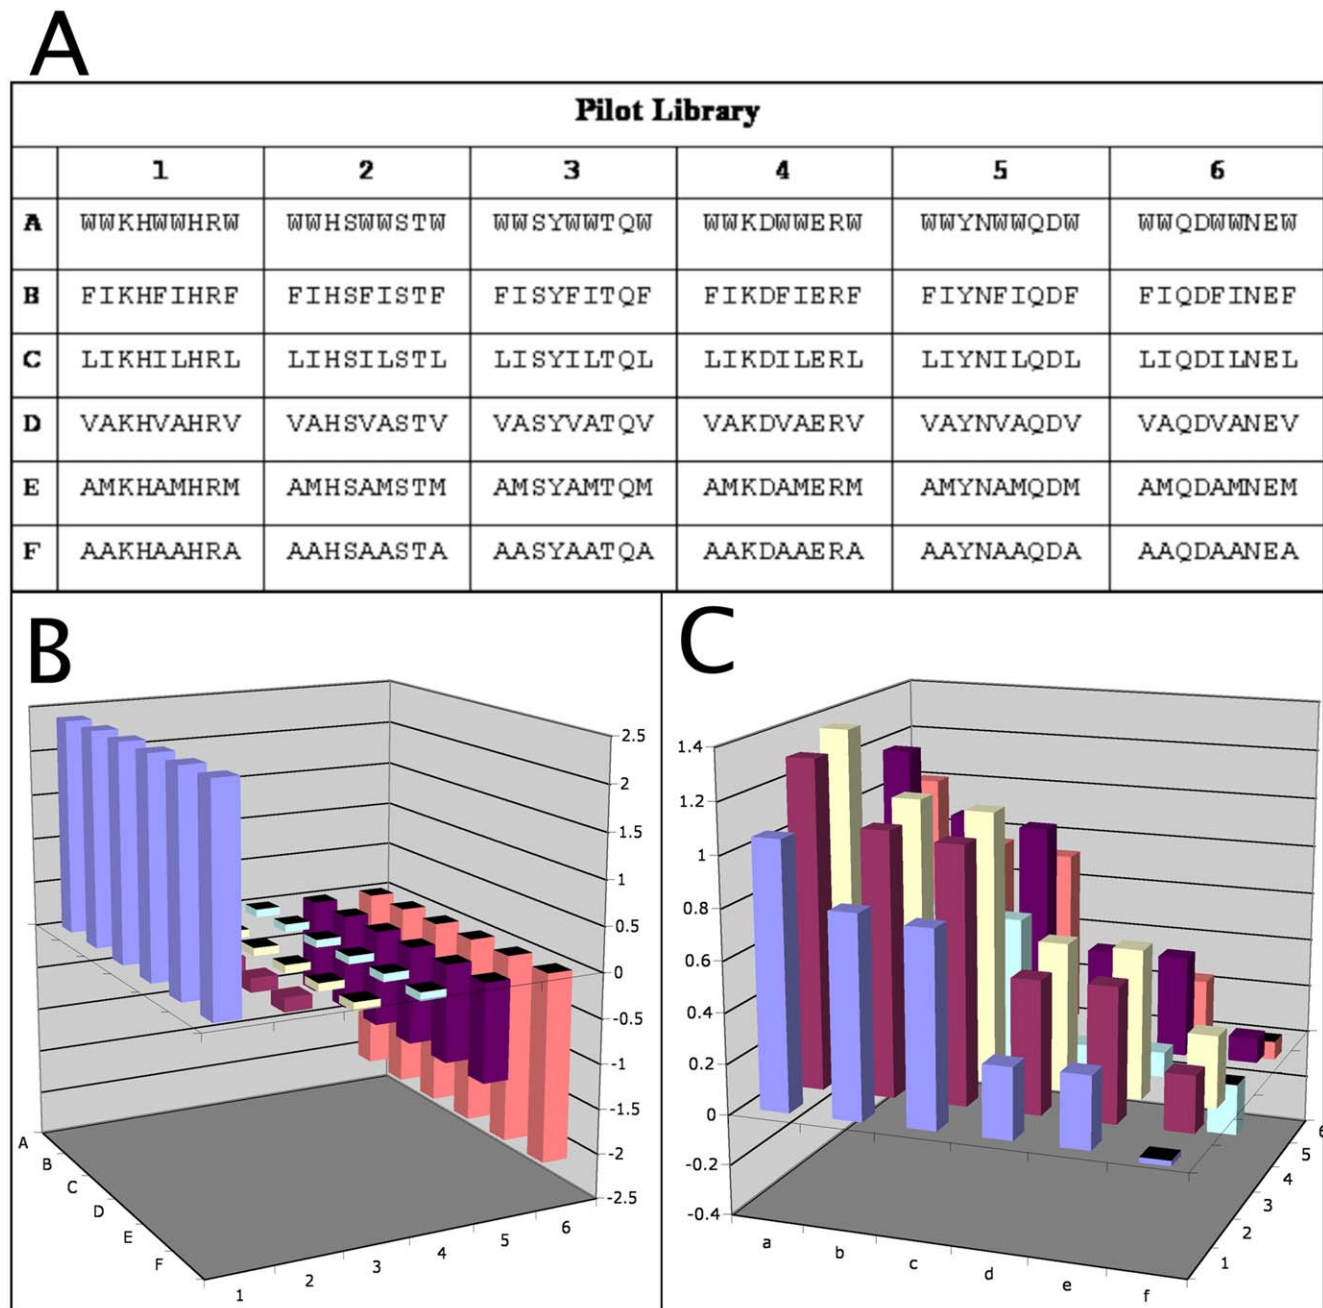 A
Pilot Library
1 2 3 4 5 6
A WWKHWWHRW WWHSWWSTW WWSYWWTQW WWKDWWERW WWYNWWQDW WWQDWWNEW
B FIKHFIHRF FIHSFISTF FISYFITQF FIKDFIERF FIYNFIQDF FIQDFINEF
C LIKHILHRL LIHSILSTL LISYILTQL LIKDILERL LIYNILQDL LIQDILNEL
D VAKHVAHRV VAHSVASTV VASYVATQV VAKDVAERV VAYNVAQDV VAQDVANEV
E AMKHAMHRM AMHSAMSTM AMSYAMTQM AMKDAMERM AMYNAMQDM AMQDAMNEM
F AAKHAAHRA AAHSAASTA AASYAATQA AAKDAAERA AAYNAAQDA AAQDAANEA
B
2.5
2
1.5
1
0.5
0
-0.5
-1
-1.5
-2
-2.5
A
B
C
D
E
F
1 2 3 4 5 6
C
1.4
1.2
1
0.8
0.6
0.4
0.2
0
-0.2
-0.4
a b c d e f
1
2
3
4
5
6